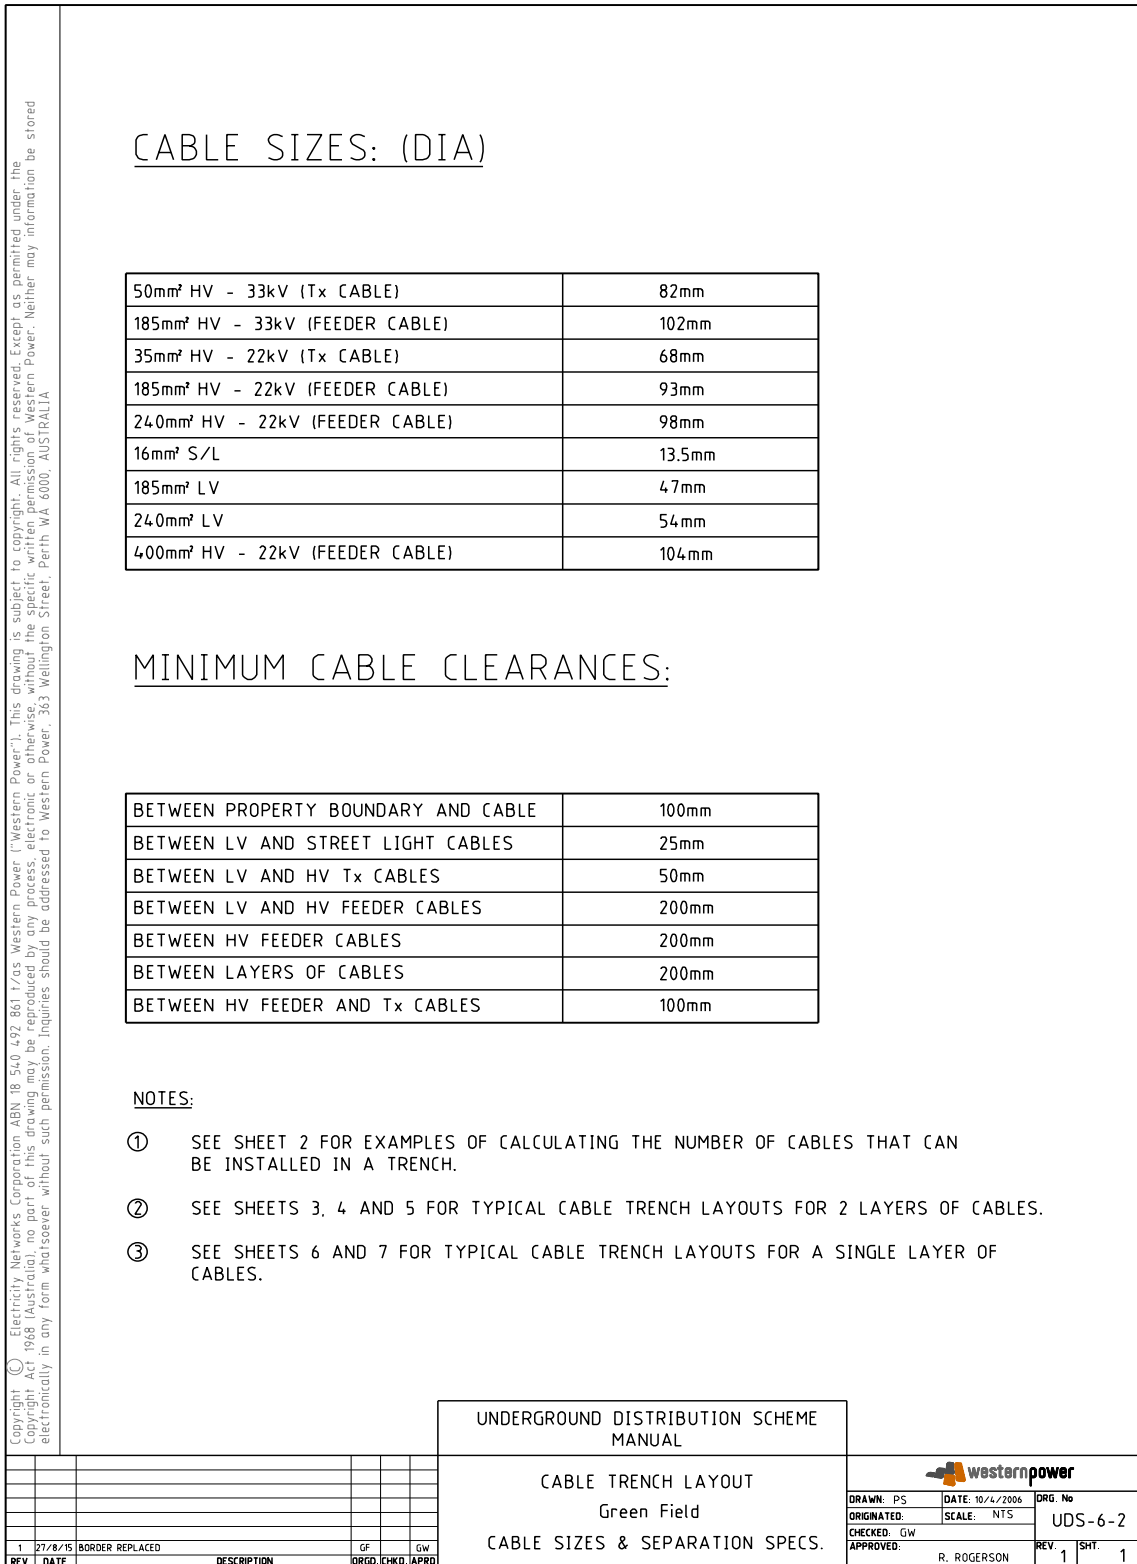 CABLE SIZES: (DIA)
50mm² HV - 33kV (Tx CABLE) 82mm
185mm² HV - 33kV (FEEDER CABLE) 102mm
35mm² HV - 22kV (Tx CABLE) 68mm
185mm² HV - 22kV (FEEDER CABLE) 93mm
240mm² HV - 22kV (FEEDER CABLE) 98mm
16mm² S/L 13.5mm
185mm² LV 47mm
240mm² LV 54mm
400mm² HV - 22kV (FEEDER CABLE) 104mm
MINIMUM CABLE CLEARANCES:
BETWEEN PROPERTY BOUNDARY AND CABLE 100mm
BETWEEN LV AND STREET LIGHT CABLES 25mm
BETWEEN LV AND HV Tx CABLES 50mm
BETWEEN LV AND HV FEEDER CABLES 200mm
BETWEEN HV FEEDER CABLES 200mm
BETWEEN LAYERS OF CABLES 200mm
BETWEEN HV FEEDER AND Tx CABLES 100mm
NOTES:
① SEE SHEET 2 FOR EXAMPLES OF CALCULATING THE NUMBER OF CABLES THAT CAN
BE INSTALLED IN A TRENCH.
② SEE SHEETS 3, 4 AND 5 FOR TYPICAL CABLE TRENCH LAYOUTS FOR 2 LAYERS OF CABLES.
③ SEE SHEETS 6 AND 7 FOR TYPICAL CABLE TRENCH LAYOUTS FOR A SINGLE LAYER OF
CABLES.
Copyright © Electricity Networks Corporation ABN 18 540 492 861 t/as Western Power ("Western Power"). This drawing is subject to copyright. All rights reserved. Except as permitted under the
Copyright Act 1968 (Australia), no part of this drawing may be reproduced by any process, electronic or otherwise, without the specific written permission of Western Power. Neither may information be stored
electronically in any form whatsoever without such permission. Inquiries should be addressed to Western Power, 363 Wellington Street, Perth WA 6000, AUSTRALIA
UNDERGROUND DISTRIBUTION SCHEME
MANUAL
CABLE TRENCH LAYOUT
Green Field
CABLE SIZES & SEPARATION SPECS.
1 27/8/15 BORDER REPLACED GF GW
REV DATE DESCRIPTION ORGD. CHKD. APRD
westernpower
DRAWN: PS DATE: 10/4/2006 DRG. No
ORIGINATED: SCALE: NTS UDS-6-2
CHECKED: GW
APPROVED: R. ROGERSON REV. 1 SHT. 1